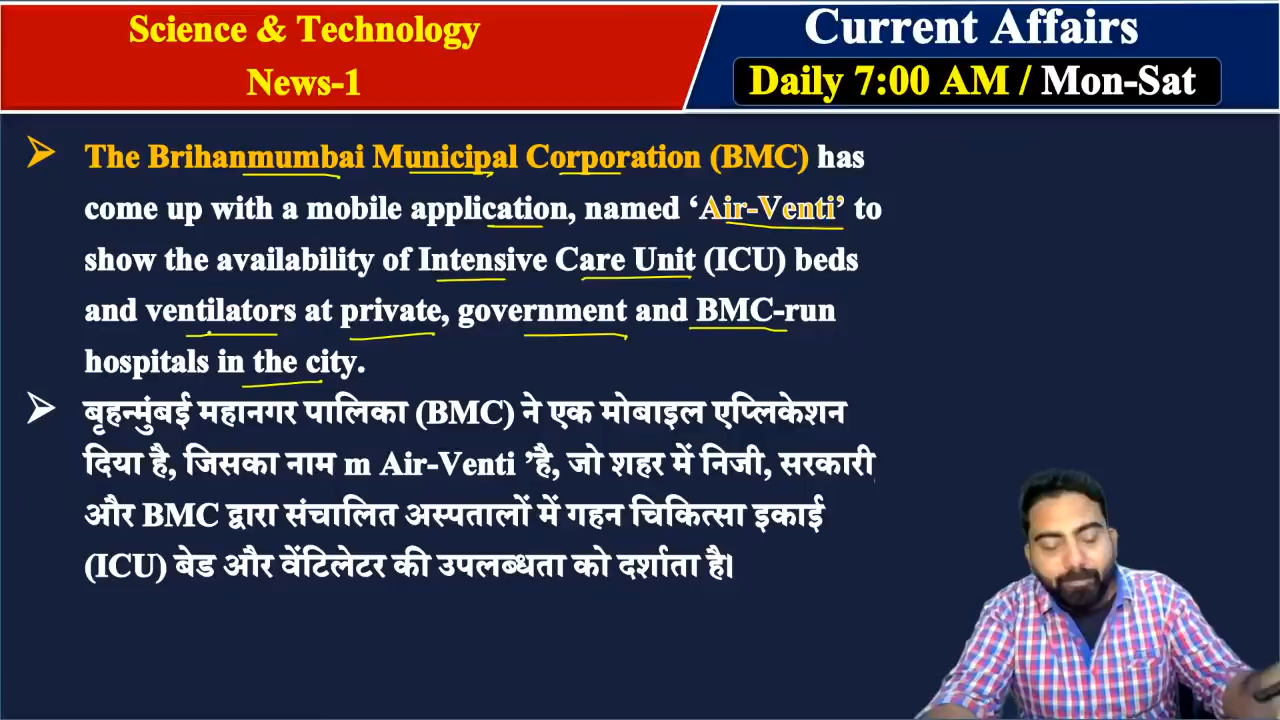 Science & Technology
News-1
Current Affairs
Daily 7:00 AM / Mon-Sat
The Brihanmumbai Municipal Corporation (BMC) has
come up with a mobile application, named ‘Air-Venti’ to
show the availability of Intensive Care Unit (ICU) beds
and ventilators at private, government and BMC-run
hospitals in the city.
बृहन्मुंबई महानगर पालिका (BMC) ने एक मोबाइल एप्लिकेशन
दिया है, जिसका नाम m Air-Venti ’है, जो शहर में निजी, सरकारी
और BMC द्वारा संचालित अस्पतालों में गहन चिकित्सा इकाई
(ICU) बेड और वेंटिलेटर की उपलब्धता को दर्शाता है।